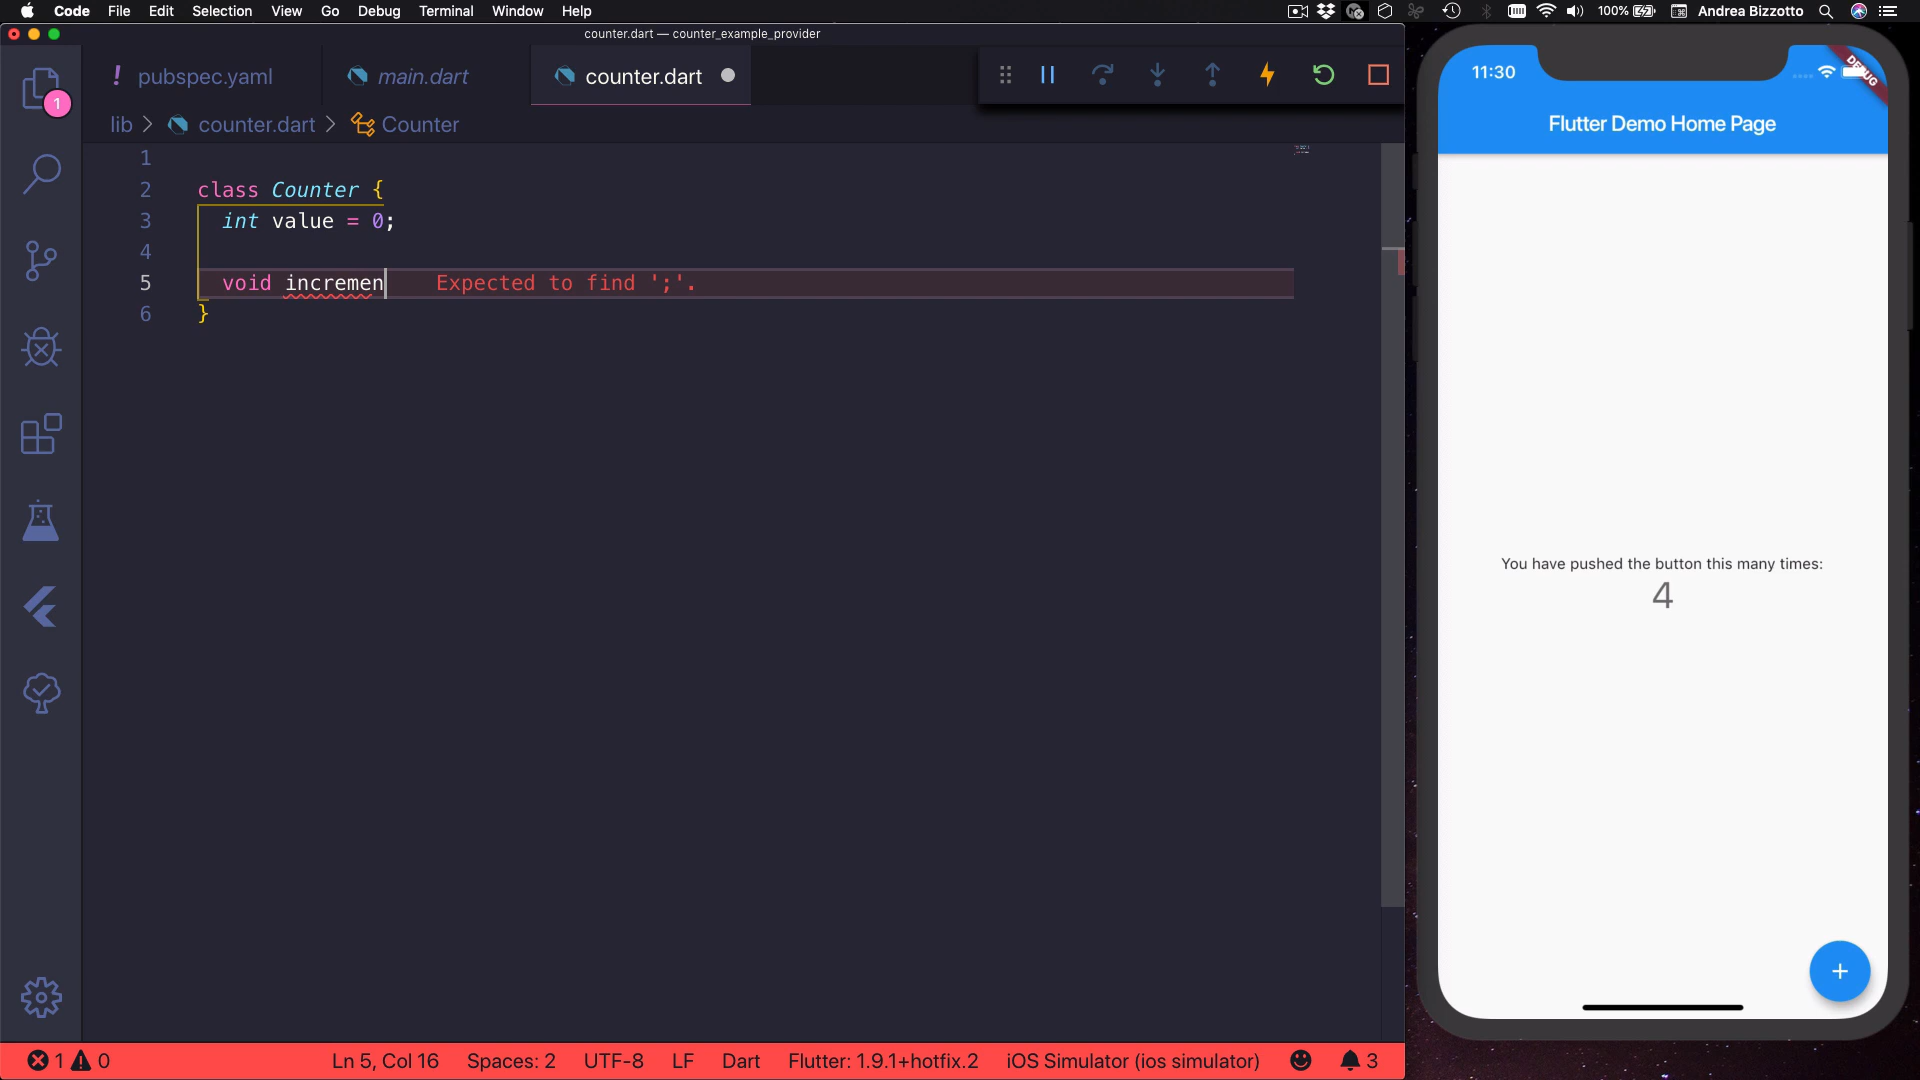 Code File Edit Selection View Go Debug Terminal Window Help
100% Andrea Bizzotto
counter.dart — counter_example_provider
! pubspec.yaml
main.dart
counter.dart
1
lib > counter.dart > Counter
1
2 class Counter {
3 int value = 0;
4
5 void incremen Expected to find ';'.
6 }
1 0
Ln 5, Col 16 Spaces: 2 UTF-8 LF Dart Flutter: 1.9.1+hotfix.2 iOS Simulator (ios simulator) 3
11:30
DEBUG
Flutter Demo Home Page
You have pushed the button this many times:
4
+